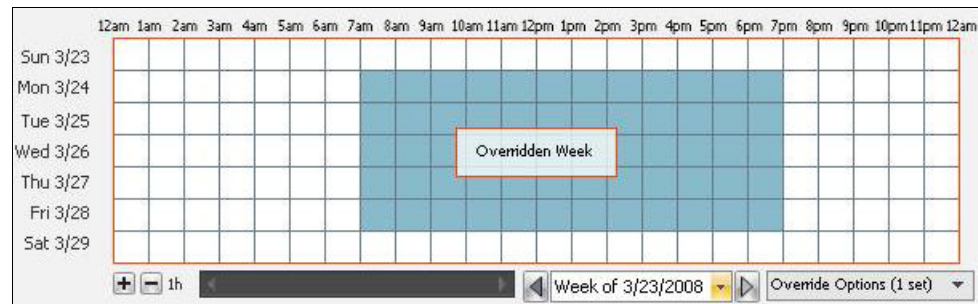 12am 1am 2am 3am 4am 5am 6am 7am 8am 9am 10am 11am 12pm 1pm 2pm 3pm 4pm 5pm 6pm 7pm 8pm 9pm 10pm 11pm 12am
Sun 3/23
Mon 3/24
Tue 3/25
Wed 3/26
Overridden Week
Thu 3/27
Fri 3/28
Sat 3/29
1h Week of 3/23/2008 Override Options (1 set)